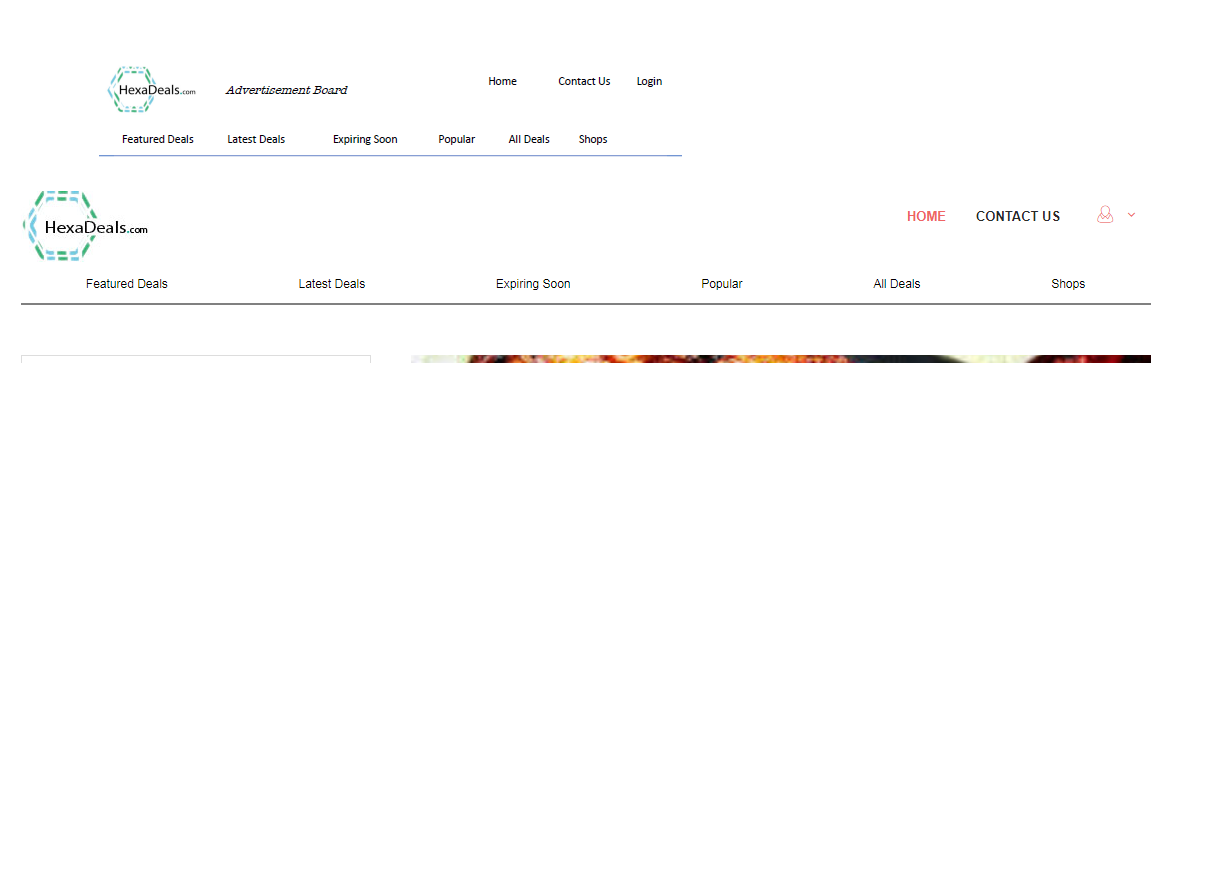 HexaDeals.com Advertisement Board Home Contact Us Login
Featured Deals Latest Deals Expiring Soon Popular All Deals Shops
HexaDeals.com HOME CONTACT US
Featured Deals Latest Deals Expiring Soon Popular All Deals Shops